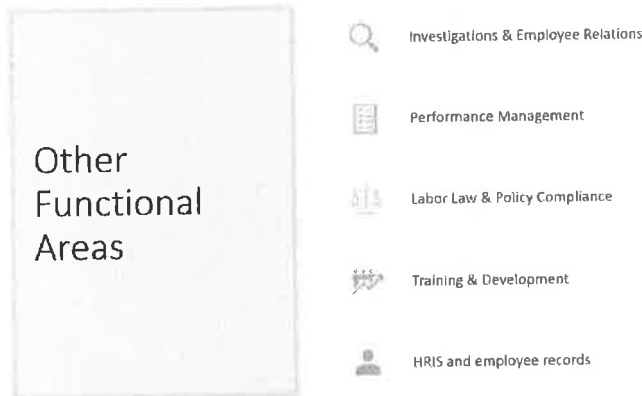 Other
Functional
Areas
Investigations & Employee Relations
Performance Management
Labor Law & Policy Compliance
Training & Development
HRIS and employee records